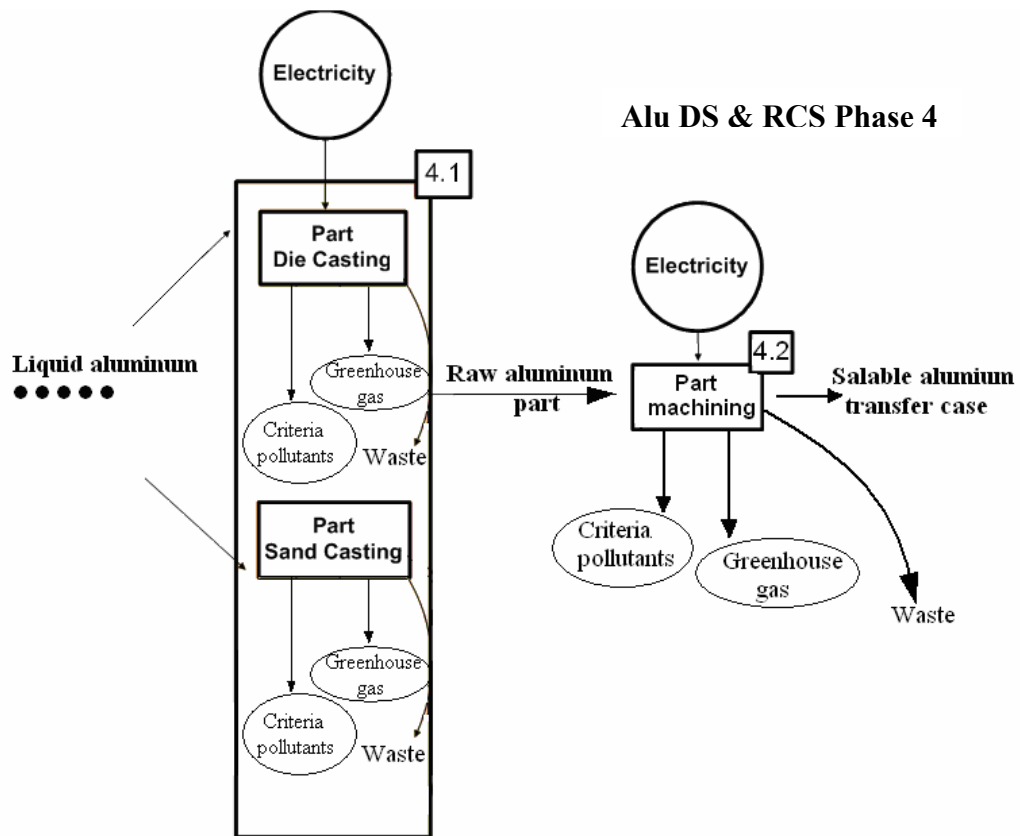 Electricity
Alu DS & RCS Phase 4
4.1
Part
Die Casting
Electricity
Liquid aluminum
Greenhouse
gas
Criteria
pollutants
Waste
Raw aluminum
part
4.2
Part
machining
Salable alumium
transfer case
Part
Sand Casting
Criteria
pollutants
Greenhouse
gas
Waste
Greenhouse
gas
Criteria
pollutants
Waste